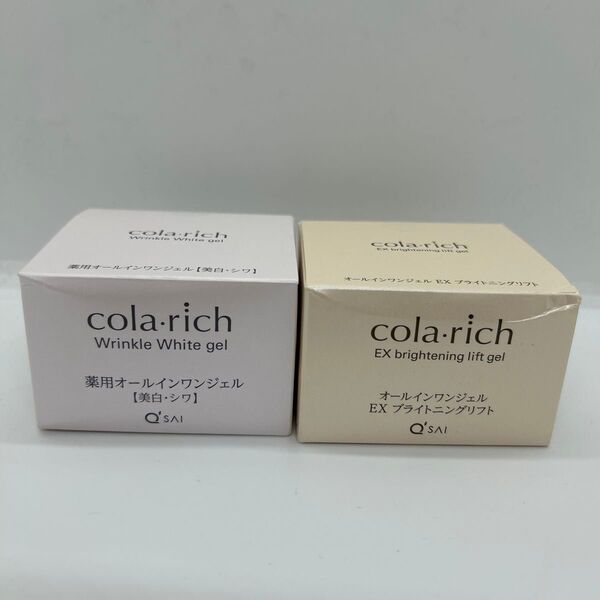 cola·rich
Wrinkle White gel
薬用オールインワンジェル【美白・シワ】
cola·rich
Wrinkle White gel
薬用オールインワンジェル
【美白・シワ】
Q'SAI
cola·rich
EX brightening lift gel
オールインワンジェル EX ブライトニングリフト
cola·rich
EX brightening lift gel
オールインワンジェル
EX ブライトニングリフト
Q'SAI